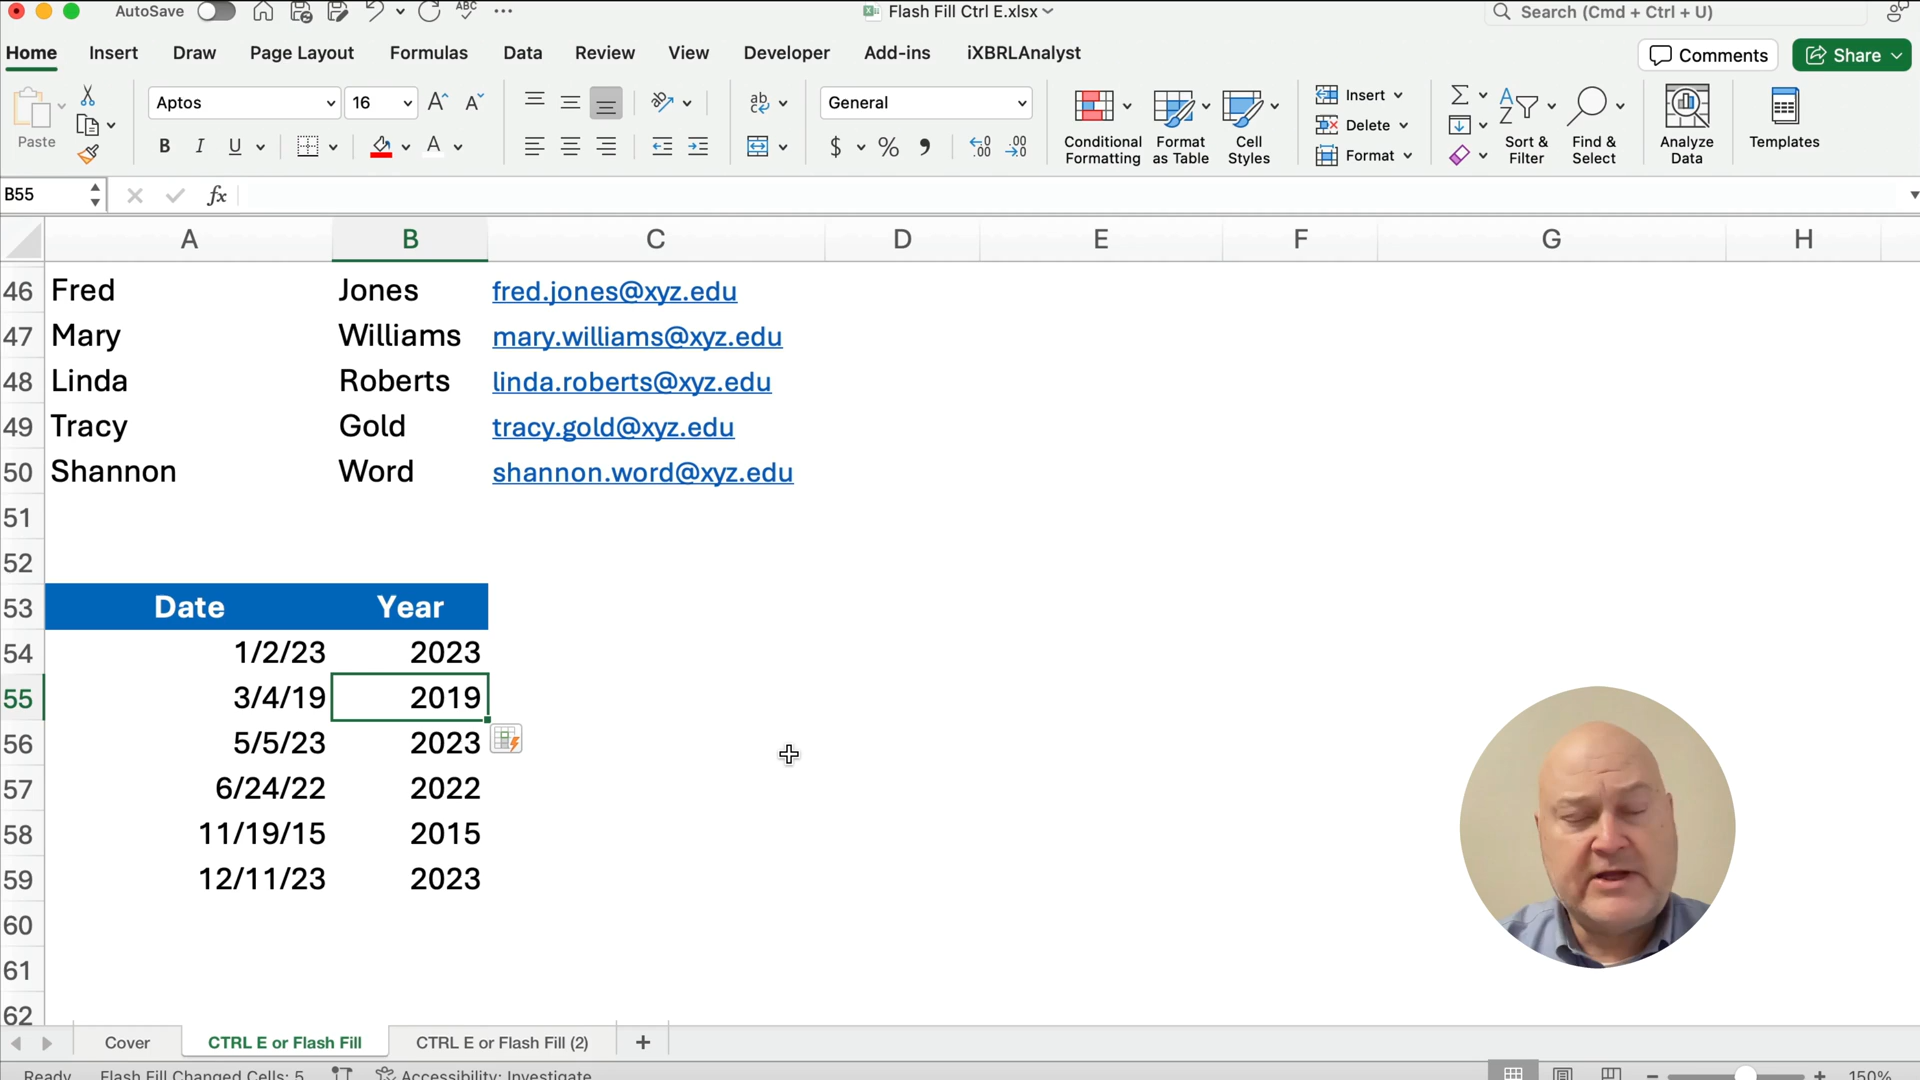 AutoSave ABC Flash Fill Ctrl E.xlsx Search (Cmd + Ctrl + U)
Home Insert Draw Page Layout Formulas Data Review View Developer Add-ins iXBRLAnalyst Comments Share
Paste Aptos 16 A A ab General Conditional Formatting Format as Table Cell Styles Insert Delete Format Sort & Filter Find & Select Analyze Data Templates
B I U A $ % , .00 .00
B55 fx
A B C D E F G H
46 Fred Jones fred.jones@xyz.edu
47 Mary Williams mary.williams@xyz.edu
48 Linda Roberts linda.roberts@xyz.edu
49 Tracy Gold tracy.gold@xyz.edu
50 Shannon Word shannon.word@xyz.edu
51
52
53 Date Year
54 1/2/23 2023
55 3/4/19 2019
56 5/5/23 2023
57 6/24/22 2022
58 11/19/15 2015
59 12/11/23 2023
60
61
62
Cover CTRL E or Flash Fill CTRL E or Flash Fill (2) +
Ready Flash Fill Changed Cells: 5 Accessibility: Investigate 150%